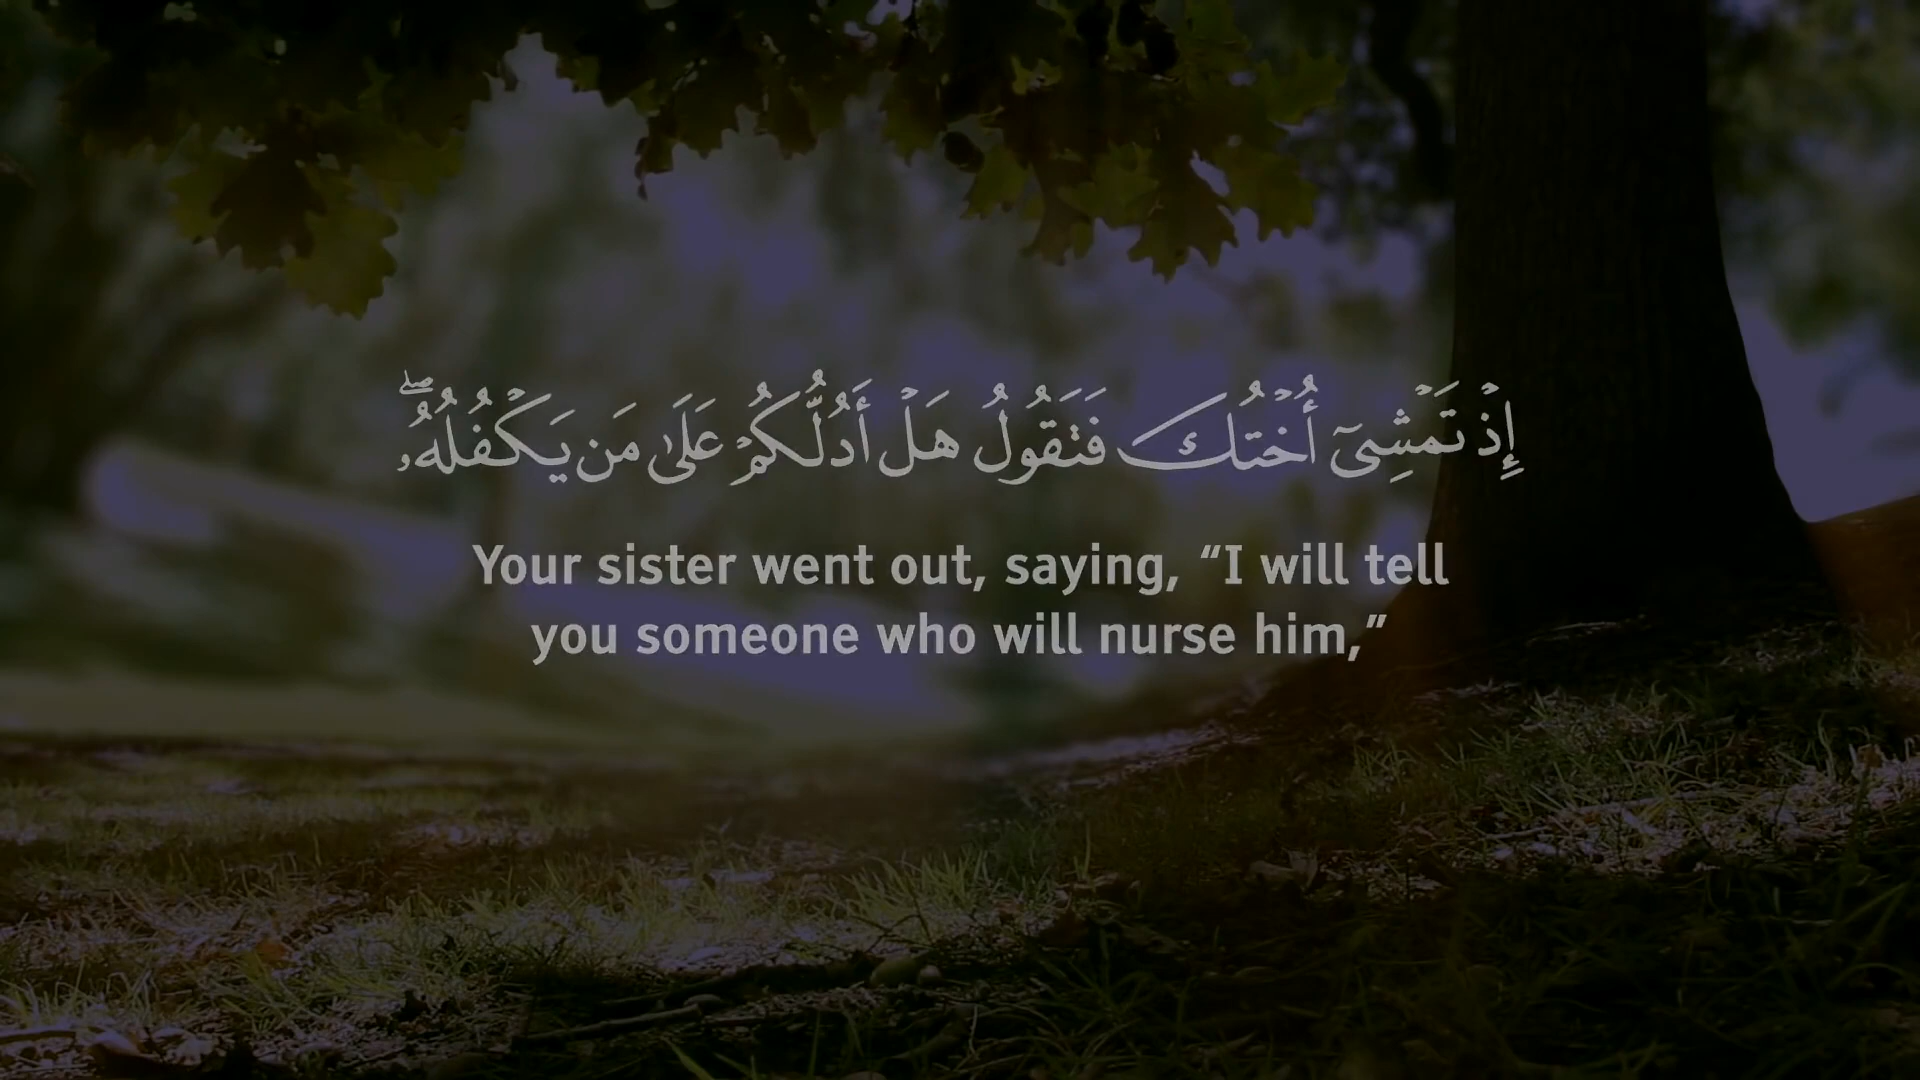 إِذْ تَمْشِىٓ أُخْتُكَ فَتَقُولُ هَلْ أَدُلُّكُمْ عَلَىٰ مَن يَكْفُلُهُۥ ۖ
Your sister went out, saying, “I will tell
you someone who will nurse him,”